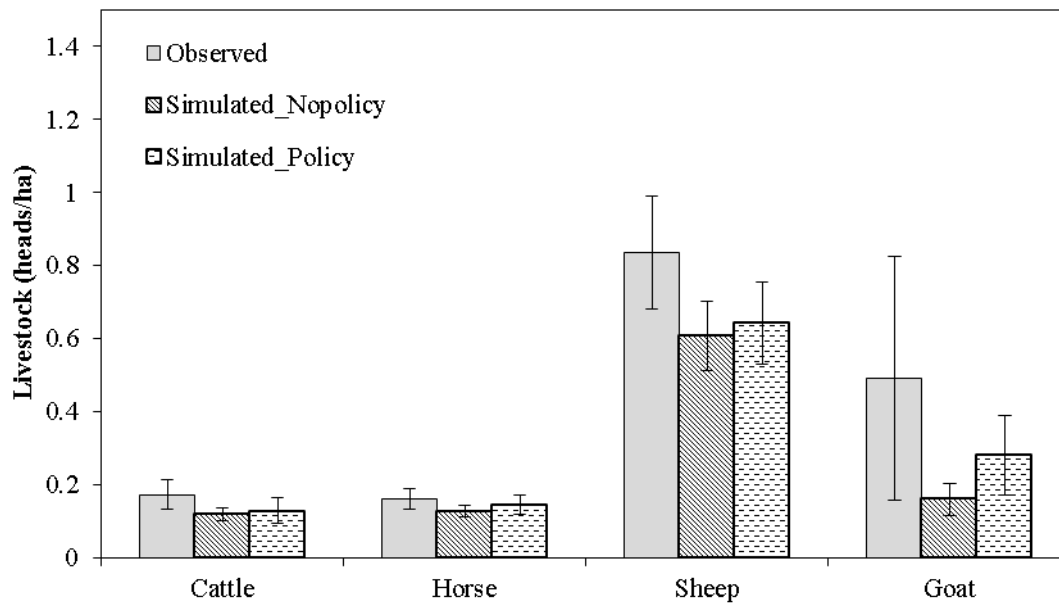 Livestock (heads/ha)
1.4
1.2
1
0.8
0.6
0.4
0.2
0
Observed
Simulated_Nopolicy
Simulated_Policy
Cattle
Horse
Sheep
Goat